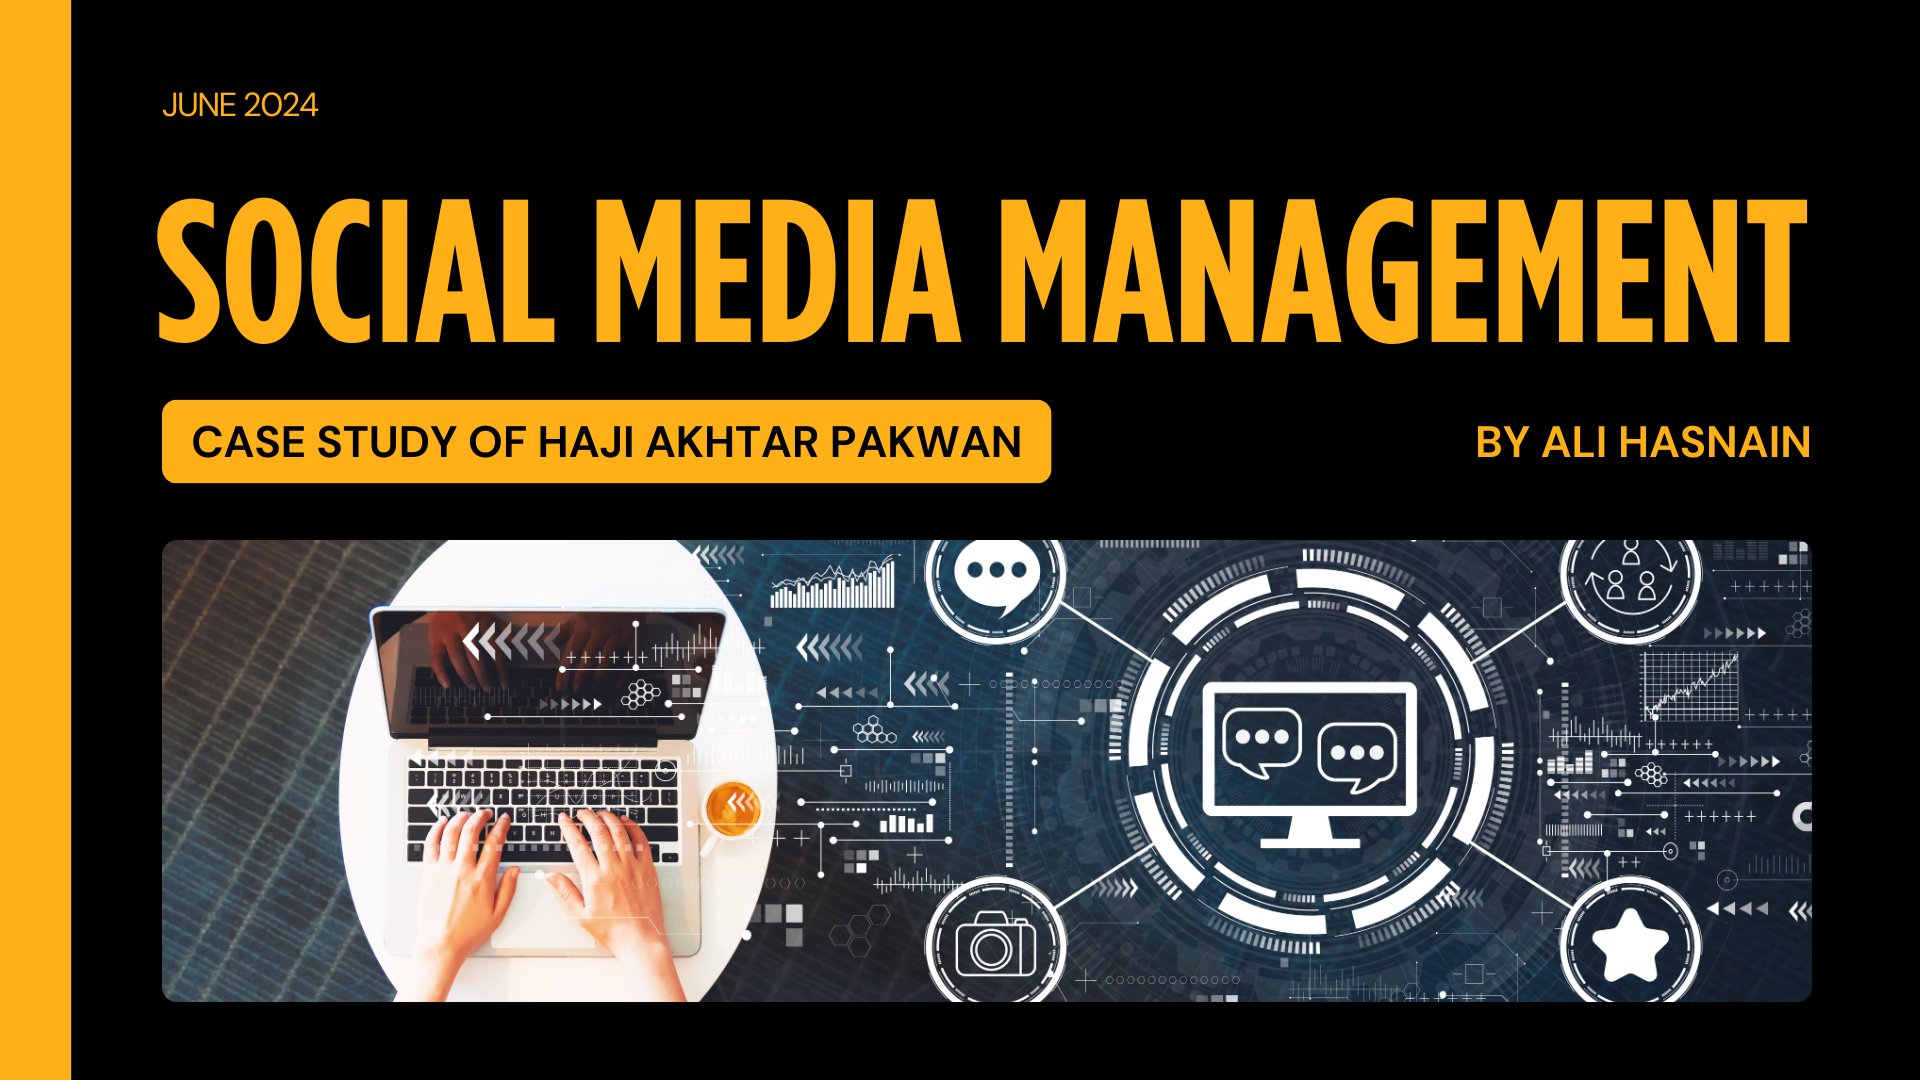 JUNE 2024
SOCIAL MEDIA MANAGEMENT
CASE STUDY OF HAJI AKHTAR PAKWAN
BY ALI HASNAIN